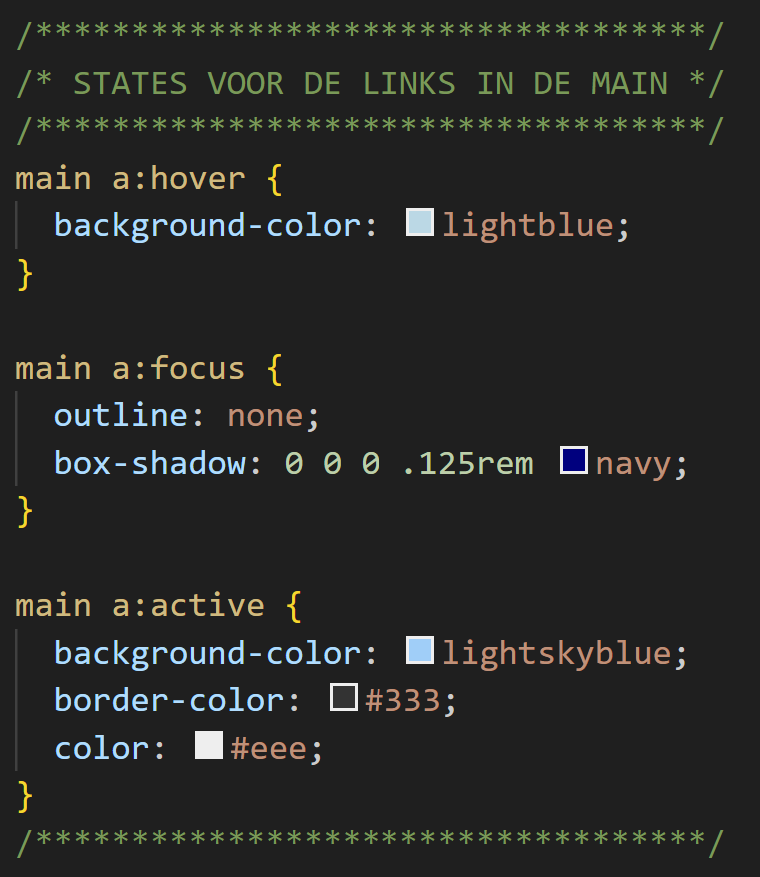 /***********************************/
/* STATES VOOR DE LINKS IN DE MAIN */
/***********************************/
main a:hover {
background-color: lightblue;
}
main a:focus {
outline: none;
box-shadow: 0 0 0 .125rem navy;
}
main a:active {
background-color: lightskyblue;
border-color: #333;
color: #eee;
}
/***********************************/